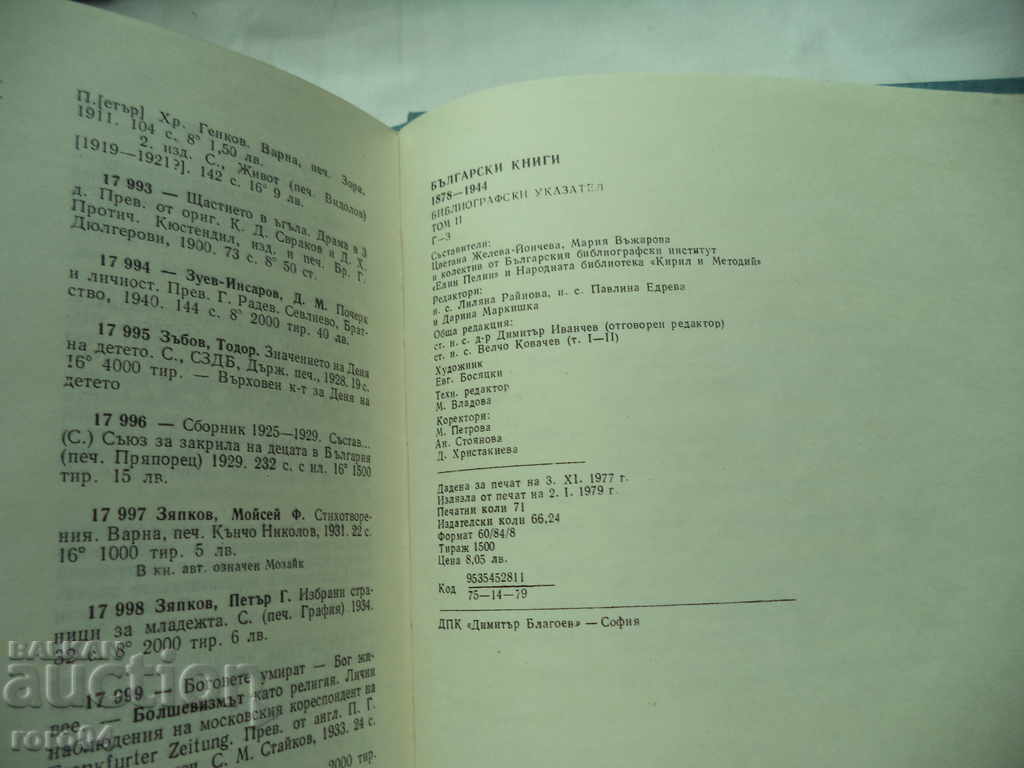 П.[етър] Хр. Генков. Варна, печ. Зора,
1911. 104 с. 8° 1,50 лв.
2. изд. С., Живот (печ. Видолов)
[1919—1921?]. 142 с. 16° 9 лв.
17 993 — Щастието в ъгъла. Драма в 3
д. Прев. от ориг. К. Д. Свраков и Д. Х.
Протич. Кюстендил, изд. и печ. Бр. Г.
Дюлгерови, 1900. 73 с. 8° 50 ст.
17 994 — Зуев-Инсаров, Д. М. Почерк
и личност. Прев. Г. Радев. Севлиево, Брат-
ство, 1940. 144 с. 8° 2000 тир. 40 лв.
17 995 Зъбов, Тодор. Значението на Деня
на детето. С., СЗДБ, Държ. печ., 1928. 19 с.
16° 4000 тир. — Върховен к-т за Деня на
детето
17 996 — Сборник 1925—1929. Състав...
(С.) Съюз за закрила на децата в България
(печ. Пряпорец) 1929. 232 с. с ил. 16° 1500
тир. 15 лв.
17 997 Зяпков, Мойсей Ф. Стихотворе-
ния. Варна, печ. Кънчо Николов, 1931. 22 с.
16° 1000 тир. 5 лв.
В кн. авт. означен Мозайк
17 998 Зяпков, Петър Г. Избрани стра-
ници за младежта. С. (печ. Графия) 1934.
32 с. 8° 2000 тир. 6 лв.
17 999 — Боговете умират — Бог жи-
вее. — Болшевизмът като религия. Лични
наблюдения на московския кореспондент на
Frankfurter Zeitung. Прев. от англ. П. Г.
С. М. Стайков, 1933. 24 с.
2000 тир.
БЪЛГАРСКИ КНИГИ
1878—1944
БИБЛИОГРАФСКИ УКАЗАТЕЛ
ТОМ II
Г—З
Съставители:
Цветана Желева-Йончева, Мария Въжарова
и колектив от Българския библиографски институт
«Елин Пелин» и Народната библиотека «Кирил и Методий»
Редактори:
н. с. Лиляна Райнова, н. с. Павлина Едрева
и Дарина Маркишка
Обща редакция:
ст. н. с. д-р Димитър Иванчев (отговорен редактор)
ст. н. с. Велчо Ковачев (т. I—II)
Художник
Евг. Босяцки
Техн. редактор
М. Владова
Коректори:
М. Петрова
Ан. Стоянова
Д. Христакиева
Дадена за печат на 3. XI. 1977 г.
Излязла от печат на 2. I. 1979 г.
Печатни коли 71
Издателски коли 66,24
Формат 60/84/8
Тираж 1500
Цена 8,05 лв.
Код 9535452811
75—14—79
ДПК «Димитър Благоев» — София
BALKAN
auction
roto94